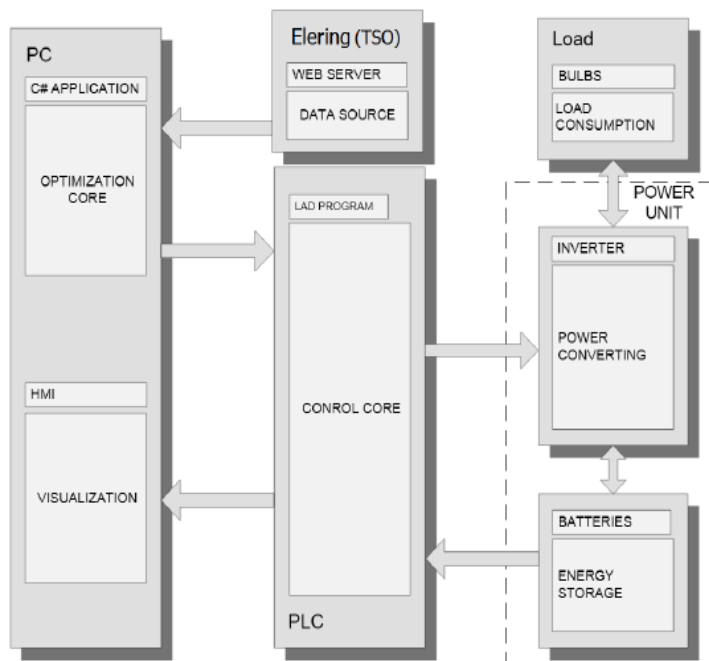 PC
C# APPLICATION
OPTIMIZATION
CORE
HMI
VISUALIZATION
Elering (TSO)
WEB SERVER
DATA SOURCE
LAD PROGRAM
CONROL CORE
PLC
Load
BULBS
LOAD
CONSUMPTION
POWER
UNIT
INVERTER
POWER
CONVERTING
BATTERIES
ENERGY
STORAGE